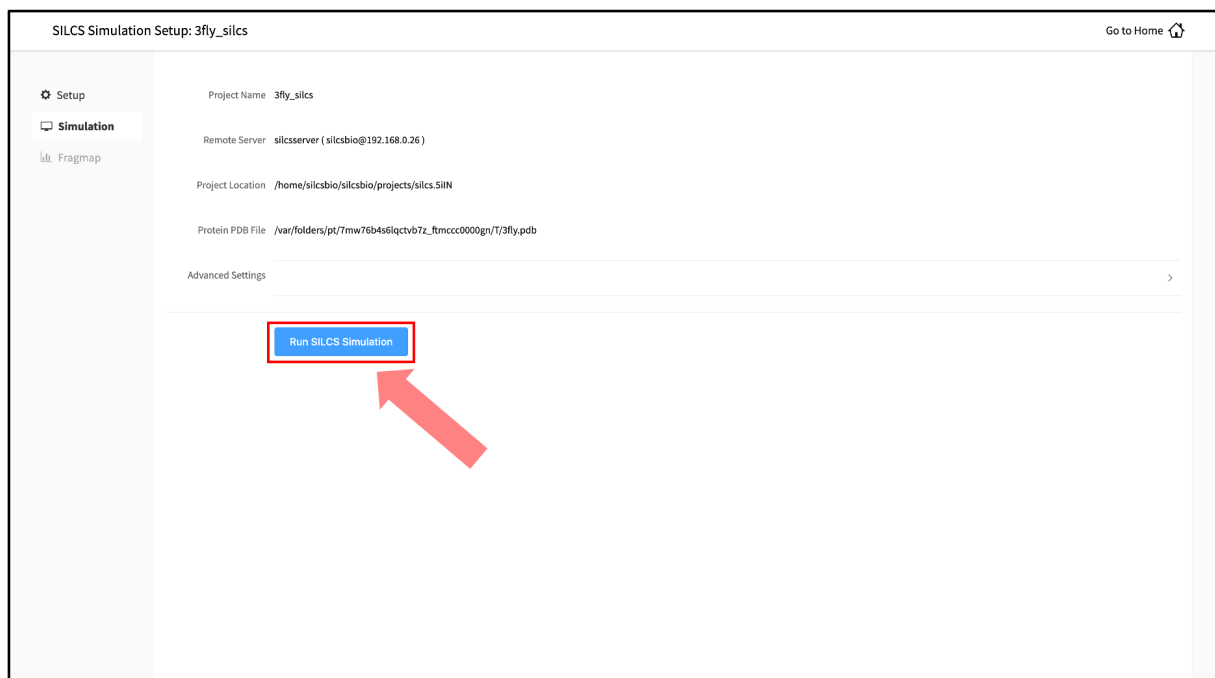 SILCS Simulation Setup: 3fly_silcs
Go to Home
Setup
Simulation
Fragmap
Project Name 3fly_silcs
Remote Server silcsserver ( silcsbio@192.168.0.26 )
Project Location /home/silcsbio/silcsbio/projects/silcs.5iIN
Protein PDB File /var/folders/pt/7mw76b4s6lqctvb7z_ftmccc0000gn/T/3fly.pdb
Advanced Settings
Run SILCS Simulation